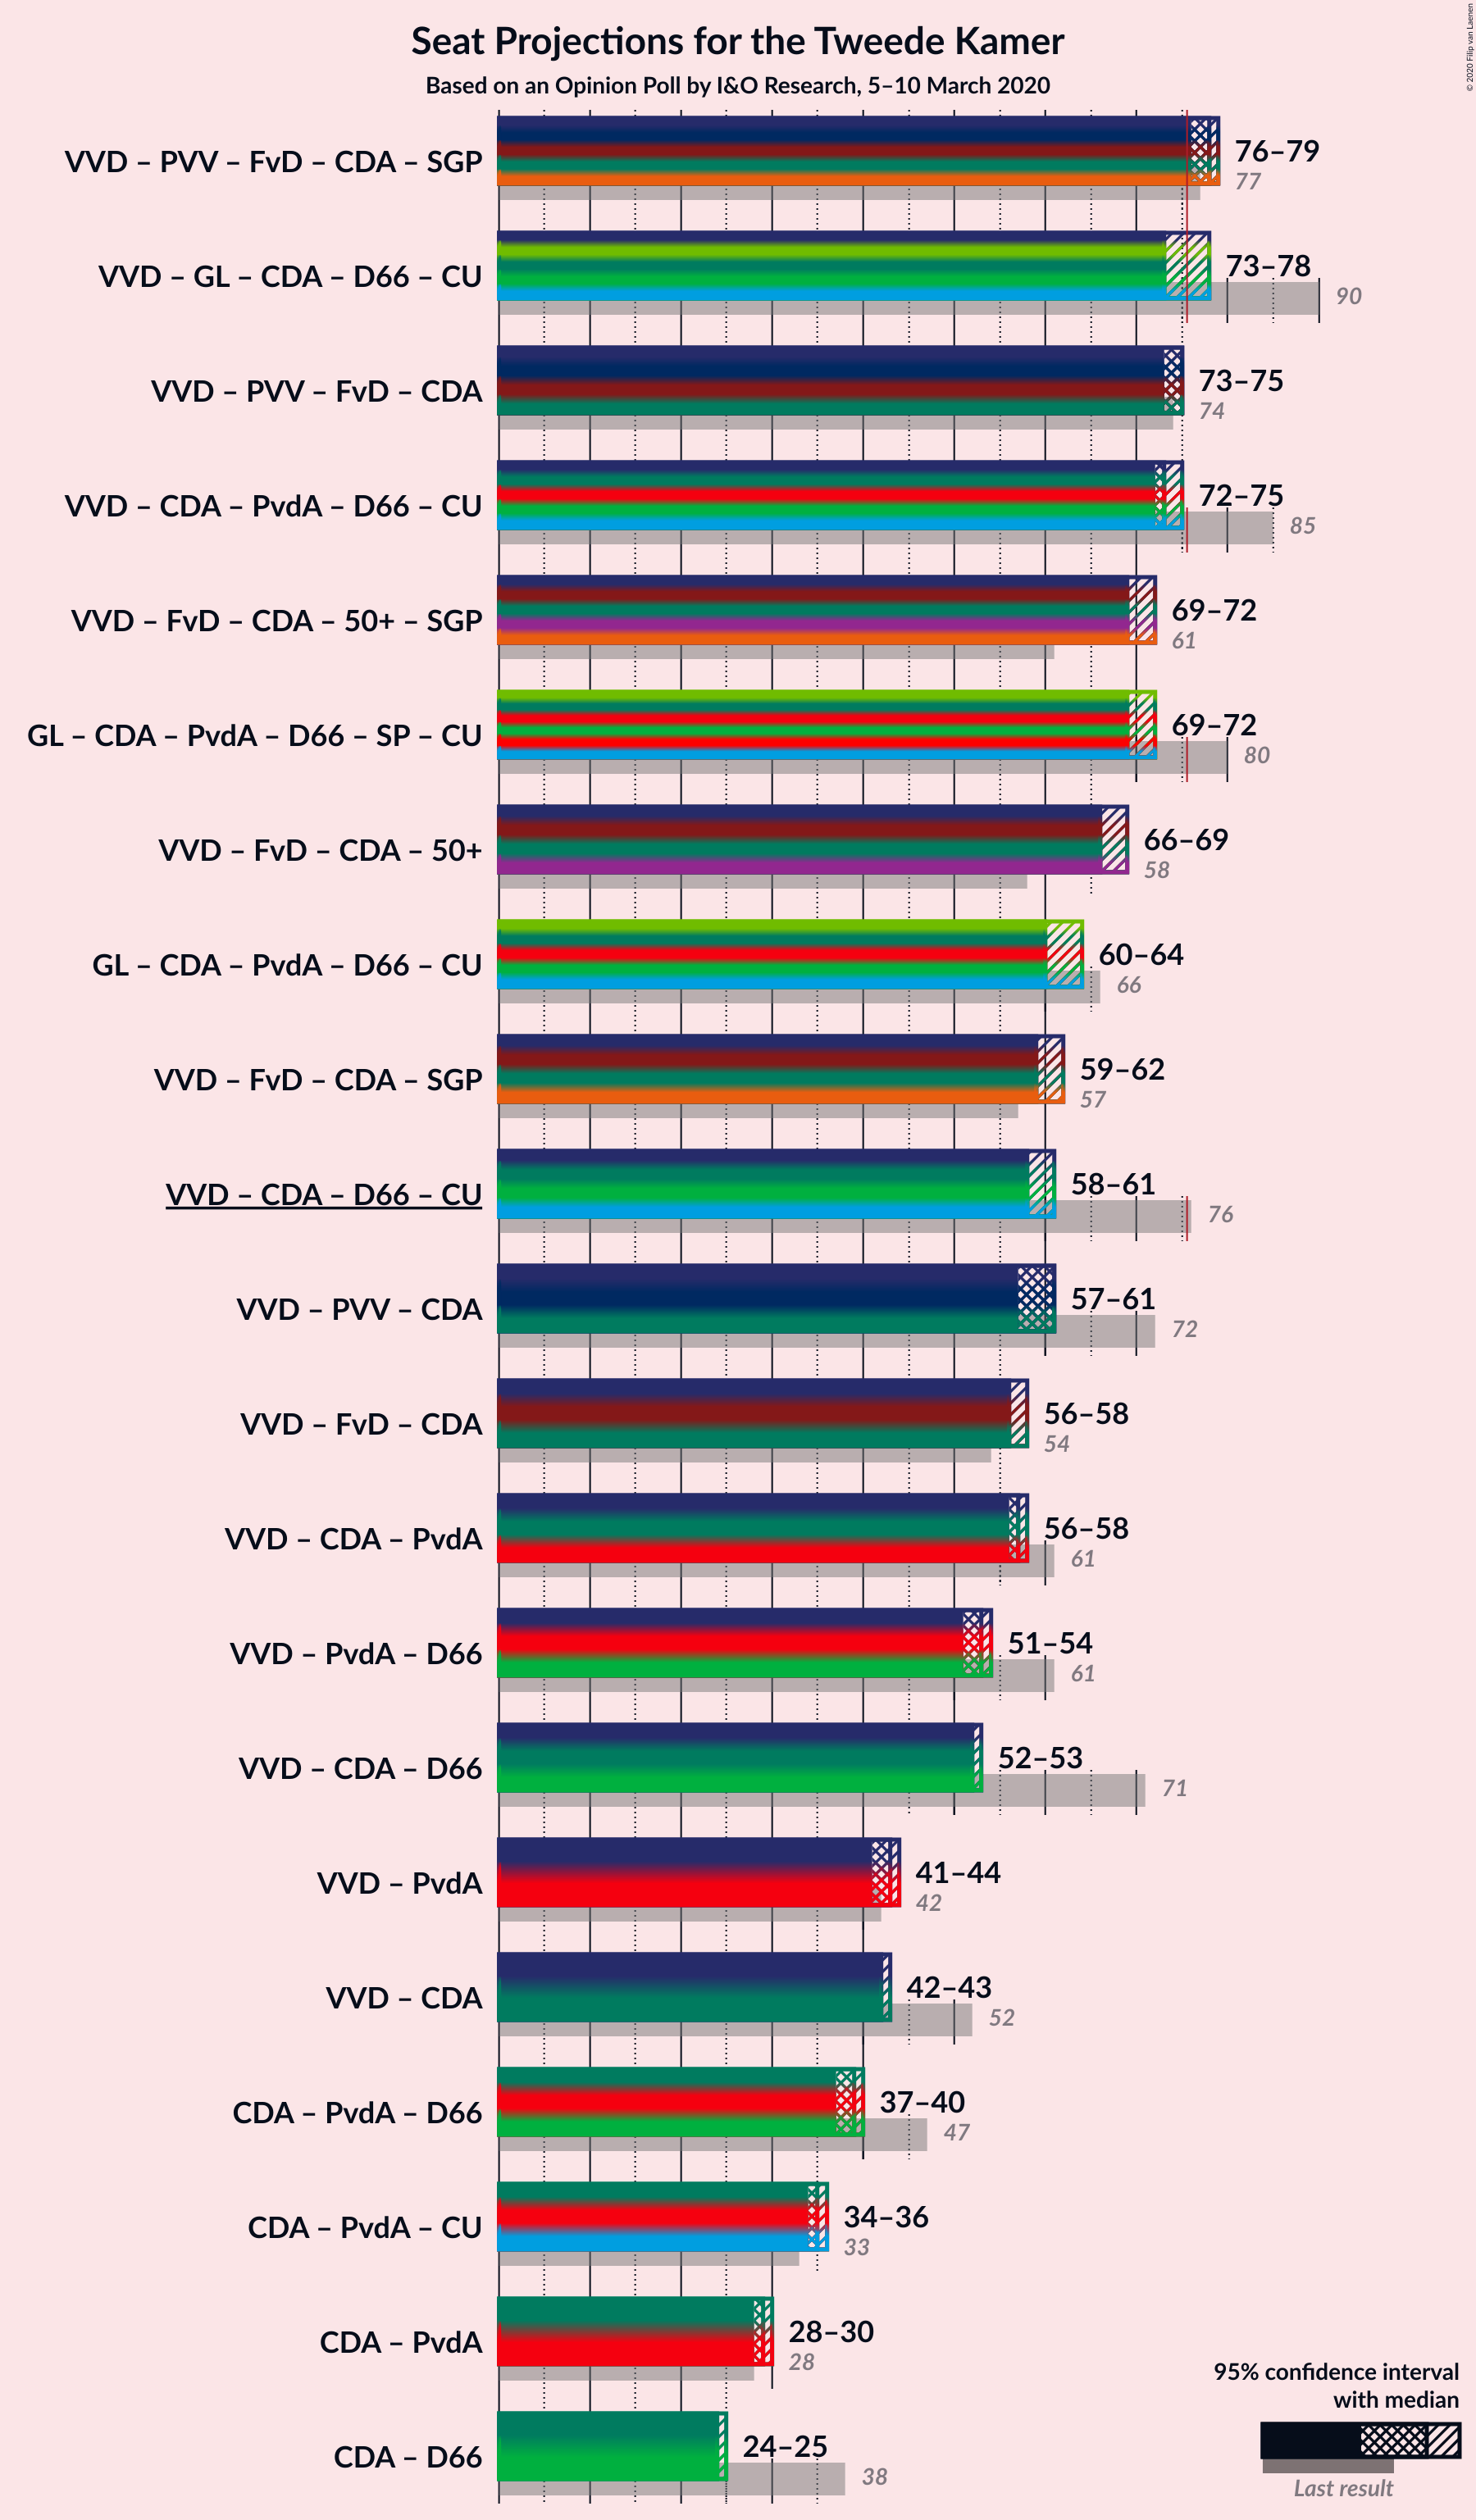 © 2020 Filip van Laenen
Seat Projections for the Tweede Kamer
Based on an Opinion Poll by I&O Research, 5–10 March 2020
VVD – PVV – FvD – CDA – SGP
76–79
77
VVD – GL – CDA – D66 – CU
73–78
90
VVD – PVV – FvD – CDA
73–75
74
VVD – CDA – PvdA – D66 – CU
72–75
85
VVD – FvD – CDA – 50+ – SGP
69–72
61
GL – CDA – PvdA – D66 – SP – CU
69–72
80
VVD – FvD – CDA – 50+
66–69
58
GL – CDA – PvdA – D66 – CU
60–64
66
VVD – FvD – CDA – SGP
59–62
57
VVD – CDA – D66 – CU
58–61
76
VVD – PVV – CDA
57–61
72
VVD – FvD – CDA
56–58
54
VVD – CDA – PvdA
56–58
61
VVD – PvdA – D66
51–54
61
VVD – CDA – D66
52–53
71
VVD – PvdA
41–44
42
VVD – CDA
42–43
52
CDA – PvdA – D66
37–40
47
CDA – PvdA – CU
34–36
33
CDA – PvdA
28–30
28
CDA – D66
24–25
38
95% confidence interval
with median
Last result